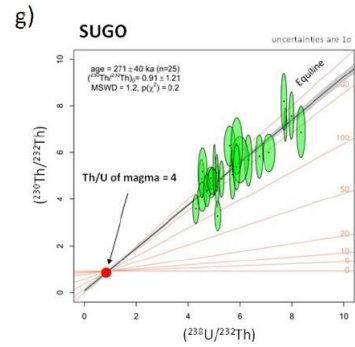 g)
SUGO
uncertainties are 1σ
age = 271 ± 40 ka (n=25)
(²³⁰Th/²³²Th)₀= 0.91 ± 1.21
MSWD = 1.2, p(χ²) = 0.2
Equiline
Th/U of magma = 4
(²³⁰Th/²³²Th)
10
8
6
4
2
0
100
50
20
10
5
0
0 2 4 6 8 10
(²³⁸U/²³²Th)